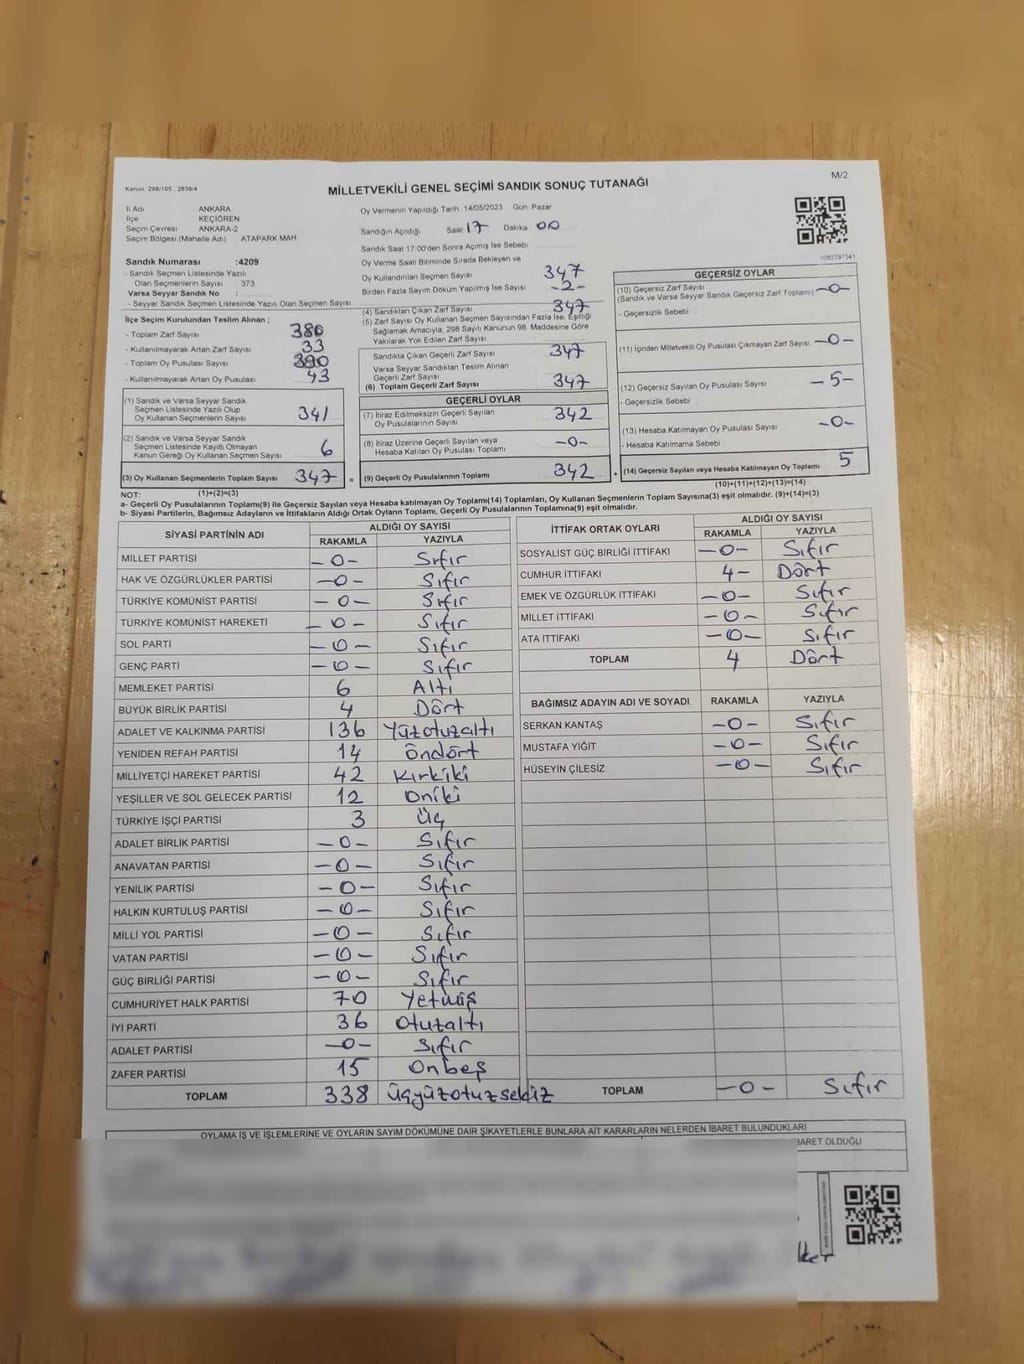 M/2
Kanun: 298/105, 2839/4
MİLLETVEKİLİ GENEL SEÇİMİ SANDIK SONUÇ TUTANAĞI
İl Adı ANKARA
İlçe KEÇİÖREN
Seçim Çevresi ANKARA-2
Seçim Bölgesi (Mahalle Adı) ATAPARK MAH
Sandık Numarası :4209
- Sandık Seçmen Listesinde Yazılı
Olan Seçmenlerin Sayısı : 373
Varsa Seyyar Sandık No :
- Seyyar Sandık Seçmen Listesinde Yazılı Olan Seçmen Sayısı
İlçe Seçim Kurulundan Teslim Alınan ;
- Toplam Zarf Sayısı 380
- Kullanılmayarak Artan Zarf Sayısı 33
- Toplam Oy Pusulası Sayısı 390
- Kullanılmayarak Artan Oy Pusulası 43
(1) Sandık ve Varsa Seyyar Sandık
Seçmen Listesinde Yazılı Olup
Oy Kullanan Seçmenlerin Sayısı 341
(2) Sandık ve Varsa Seyyar Sandık
Seçmen Listesinde Kayıtlı Olmayan
Kanun Gereği Oy Kullanan Seçmen Sayısı 6
(3) Oy Kullanan Seçmenlerin Toplam Sayısı 347
(1)+(2)=(3)
Oy Vermenin Yapıldığı Tarih 14/05/2023 Gün Pazar
Sandığın Açıldığı Saat 17 Dakika 00
Sandık Saat 17:00'den Sonra Açımış İse Sebebi
Oy Verme Saati Bitiminde Sırada Bekleyen ve
Oy Kullandırılan Seçmen Sayısı 347
Birden Fazla Sayım Döküm Yapılmış İse Sayısı -2-
(4) Sandıktan Çıkan Zarf Sayısı 347
(5) Zarf Sayısı Oy Kullanan Seçmen Sayısından Fazla İse, Eşitliği
Sağlamak Amacıyla; 298 Sayılı Kanunun 98. Maddesine Göre
Yakılarak Yok Edilen Zarf Sayısı
Sandıkta Çıkan Geçerli Zarf Sayısı 347
Varsa Seyyar Sandıktan Teslim Alınan
Geçerli Zarf Sayısı
(6) Toplam Geçerli Zarf Sayısı 347
GEÇERLİ OYLAR
(7) İtiraz Edilmeksizin Geçerli Sayılan
Oy Pusulalarının Sayısı 342
(8) İtiraz Üzerine Geçerli Sayılan veya
Hesaba Katılan Oy Pusulası Toplamı -0-
(9) Geçerli Oy Pusulalarının Toplamı 342
1083797541
GEÇERSİZ OYLAR
(10) Geçersiz Zarf Sayısı
(Sandık ve Varsa Seyyar Sandık Geçersiz Zarf Toplamı) -0-
- Geçersizlik Sebebi :
(11) İçinden Milletvekili Oy Pusulası Çıkmayan Zarf Sayısı -0-
(12) Geçersiz Sayılan Oy Pusulası Sayısı -5-
- Geçersizlik Sebebi :
(13) Hesaba Katılmayan Oy Pusulası Sayısı -0-
- Hesaba Katılmama Sebebi :
(14) Geçersiz Sayılan veya Hesaba Katılmayan Oy Toplamı 5
(10)+(11)+(12)+(13)=(14)
NOT:
a- Geçerli Oy Pusulalarının Toplamı(9) ile Geçersiz Sayılan veya Hesaba katılmayan Oy Toplamı(14) Toplamları, Oy Kullanan Seçmenlerin Toplam Sayısına(3) eşit olmalıdır. (9)+(14)=(3)
b- Siyasi Partilerin, Bağımsız Adayların ve İttifakların Aldığı Ortak Oyların Toplamı, Geçerli Oy Pusulalarının Toplamına(9) eşit olmalıdır.
SİYASİ PARTİNİN ADI ALDIĞI OY SAYISI
RAKAMLA YAZIYLA
MİLLET PARTİSİ -0- Sıfır
HAK VE ÖZGÜRLÜKLER PARTİSİ -0- Sıfır
TÜRKİYE KOMÜNİST PARTİSİ -0- Sıfır
TÜRKİYE KOMÜNİST HAREKETİ -0- Sıfır
SOL PARTİ -0- Sıfır
GENÇ PARTİ -0- Sıfır
MEMLEKET PARTİSİ 6 Altı
BÜYÜK BİRLİK PARTİSİ 4 Dört
ADALET VE KALKINMA PARTİSİ 136 Yüzotuzaltı
YENİDEN REFAH PARTİSİ 14 öndört
MİLLİYETÇİ HAREKET PARTİSİ 42 Kırkiki
YEŞİLLER VE SOL GELECEK PARTİSİ 12 Oniki
TÜRKİYE İŞÇİ PARTİSİ 3 Üç
ADALET BİRLİK PARTİSİ -0- Sıfır
ANAVATAN PARTİSİ -0- Sıfır
YENİLİK PARTİSİ -0- Sıfır
HALKIN KURTULUŞ PARTİSİ -0- Sıfır
MİLLİ YOL PARTİSİ -0- Sıfır
VATAN PARTİSİ -0- Sıfır
GÜÇ BİRLİĞİ PARTİSİ -0- Sıfır
CUMHURİYET HALK PARTİSİ 70 Yetmiş
İYİ PARTİ 36 Otuzaltı
ADALET PARTİSİ -0- Sıfır
ZAFER PARTİSİ 15 Onbeş
TOPLAM 338 Üçyüzotuzsekiz
İTTİFAK ORTAK OYLARI ALDIĞI OY SAYISI
RAKAMLA YAZIYLA
SOSYALIST GÜÇ BİRLİĞİ İTTİFAKI -0- Sıfır
CUMHUR İTTİFAKI 4- Dört
EMEK VE ÖZGÜRLÜK İTTİFAKI -0- Sıfır
MİLLET İTTİFAKI -0- Sıfır
ATA İTTİFAKI -0- Sıfır
TOPLAM 4 Dört
BAĞIMSIZ ADAYIN ADI VE SOYADI RAKAMLA YAZIYLA
SERKAN KANTAŞ -0- Sıfır
MUSTAFA YİĞİT -0- Sıfır
HÜSEYİN ÇİLESİZ -0- Sıfır
TOPLAM -0- Sıfır
OYLAMA İŞ VE İŞLEMLERİNE VE OYLARIN SAYIM DÖKÜMÜNE DAİR ŞİKAYETLERLE BUNLARA AİT KARARLARIN NELERDEN İBARET BULUNDUKLARI
BARET OLDUĞU